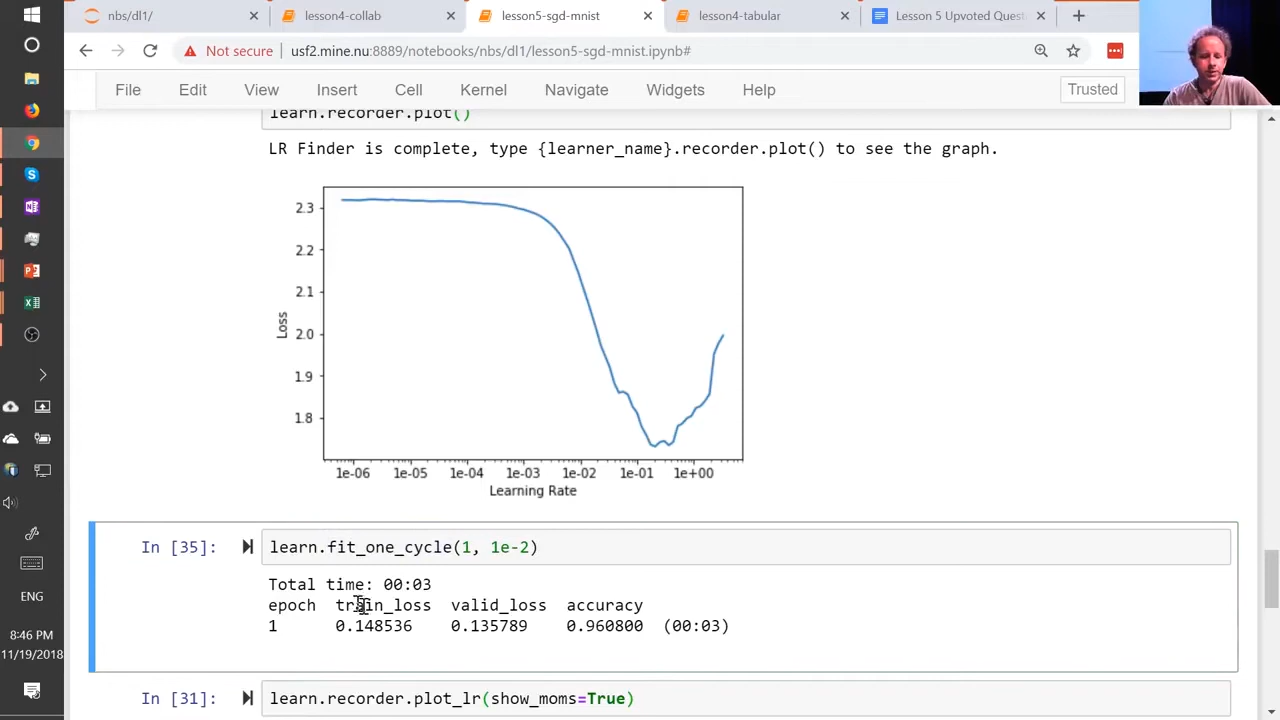 nbs/dl1/
lesson4-collab
lesson5-sgd-mnist
lesson4-tabular
Lesson 5 Upvoted Quest
Not secure
usf2.mine.nu:8889/notebooks/nbs/dl1/lesson5-sgd-mnist.ipynb#
File
Edit
View
Insert
Cell
Kernel
Navigate
Widgets
Help
Trusted
learn.recorder.plot()
LR Finder is complete, type {learner_name}.recorder.plot() to see the graph.
2.3
2.2
2.1
2.0
1.9
1.8
Loss
1e-06 1e-05 1e-04 1e-03 1e-02 1e-01 1e+00
Learning Rate
In [35]:
learn.fit_one_cycle(1, 1e-2)
Total time: 00:03
epoch train_loss valid_loss accuracy
1 0.148536 0.135789 0.960800 (00:03)
In [31]:
learn.recorder.plot_lr(show_moms=True)
ENG
8:46 PM
11/19/2018